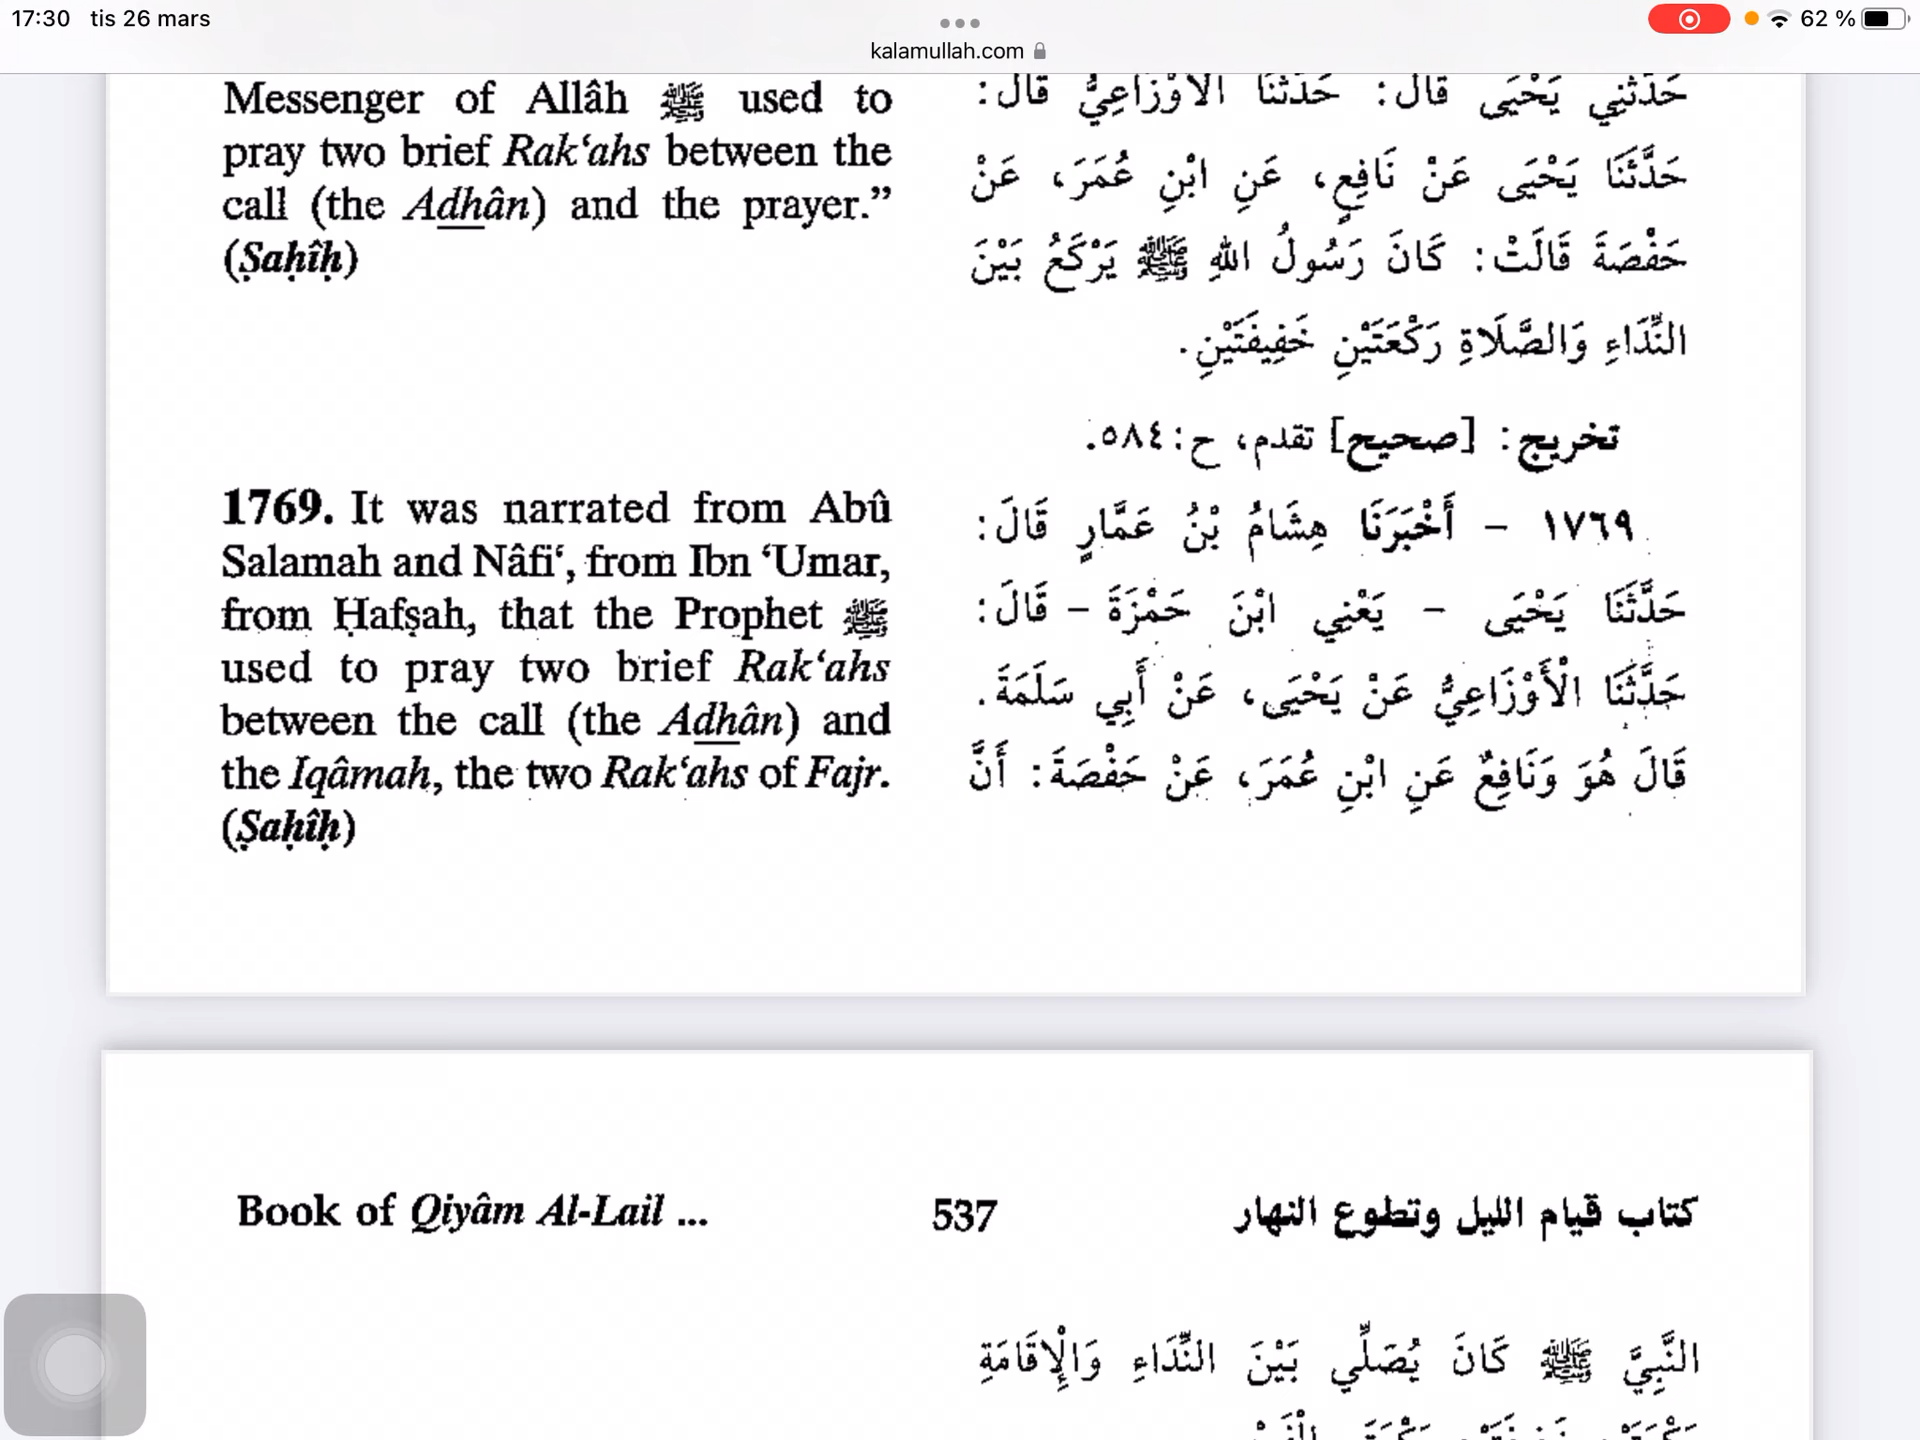 17:30 tis 26 mars
62 %
kalamullah.com
Messenger of Allâh ﷺ used to
pray two brief Rak‘ahs between the
call (the Adhân) and the prayer.”
(Ṣaḥîḥ)
حَدَّثَنِي يَحْيَى قَالَ: حَدَّثَنَا الْأَوْزَاعِيُّ قَالَ:
حَدَّثَنَا يَحْيَى عَنْ نَافِعٍ، عَنِ ابْنِ عُمَرَ، عَنْ
حَفْصَةَ قَالَتْ: كَانَ رَسُولُ اللهِ ﷺ يَرْكَعُ بَيْنَ
النِّدَاءِ وَالصَّلَاةِ رَكْعَتَيْنِ خَفِيفَتَيْنِ.
تخريج: [صحيح] تقدم، ح:٥٨٤.
1769. It was narrated from Abû
Salamah and Nâfi‘, from Ibn ‘Umar,
from Ḥafṣah, that the Prophet ﷺ
used to pray two brief Rak‘ahs
between the call (the Adhân) and
the Iqâmah, the two Rak‘ahs of Fajr.
(Ṣaḥîḥ)
١٧٦٩ - أَخْبَرَنَا هِشَامُ بْنُ عَمَّارٍ قَالَ:
حَدَّثَنَا يَحْيَى - يَعْنِي ابْنَ حَمْزَةَ - قَالَ:
حَدَّثَنَا الْأَوْزَاعِيُّ عَنْ يَحْيَى، عَنْ أَبِي سَلَمَةَ.
قَالَ هُوَ وَنَافِعٌ عَنِ ابْنِ عُمَرَ، عَنْ حَفْصَةَ: أَنَّ
Book of Qiyâm Al-Lail ...
537
كتاب قيام الليل وتطوع النهار
النَّبِيَّ ﷺ كَانَ يُصَلِّي بَيْنَ النِّدَاءِ وَالْإِقَامَةِ